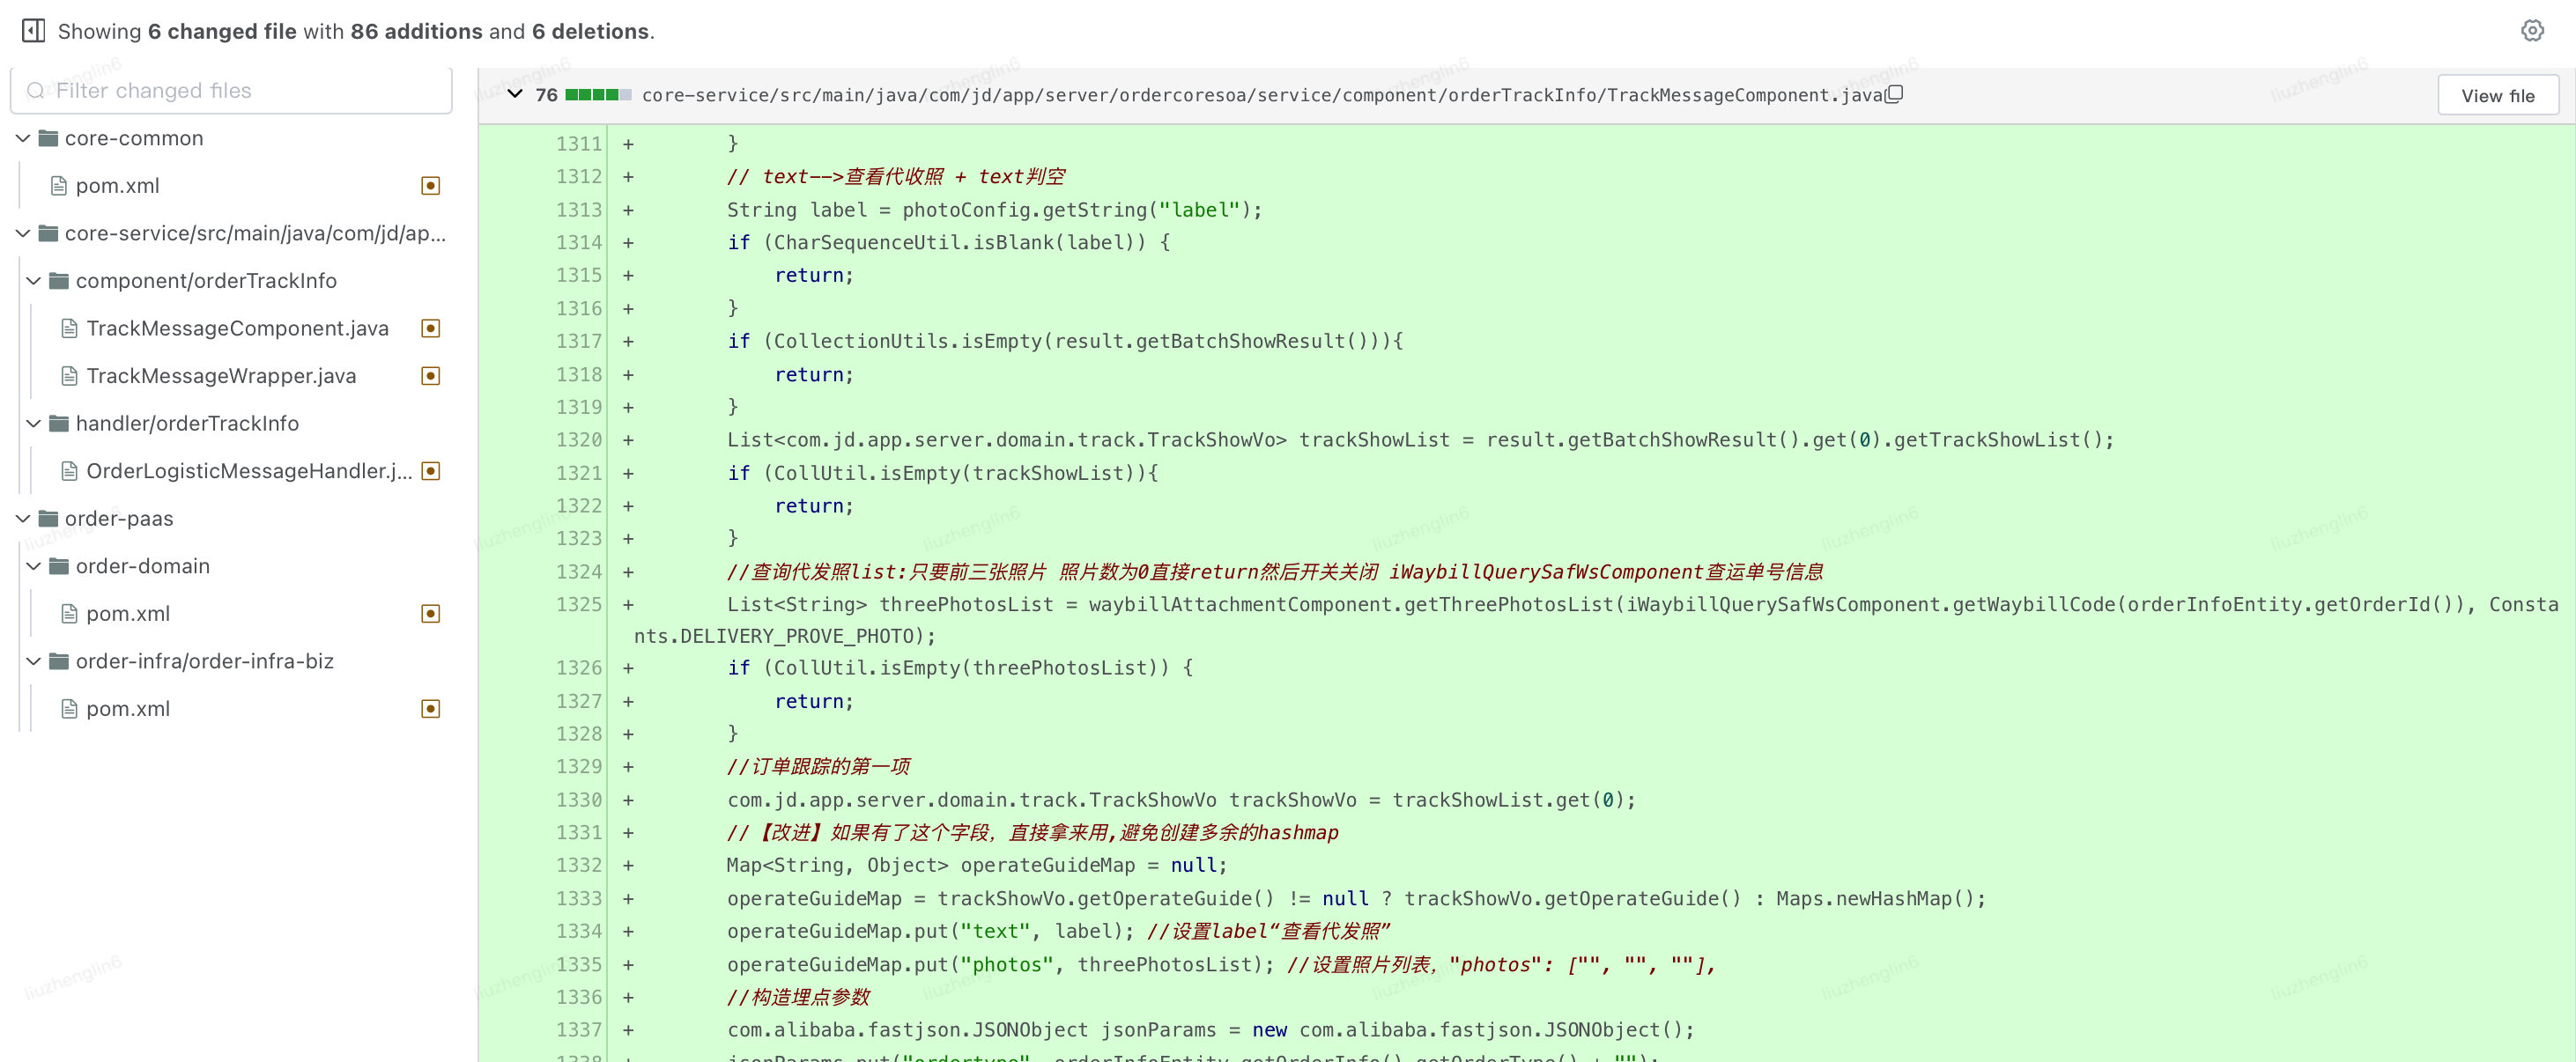 Showing 6 changed file with 86 additions and 6 deletions.
Filter changed files
core-common
pom.xml
core-service/src/main/java/com/jd/ap...
component/orderTrackInfo
TrackMessageComponent.java
TrackMessageWrapper.java
handler/orderTrackInfo
OrderLogisticMessageHandler.j...
order-paas
order-domain
pom.xml
order-infra/order-infra-biz
pom.xml
76 core-service/src/main/java/com/jd/app/server/ordercoresoa/service/component/orderTrackInfo/TrackMessageComponent.java
View file
1311 + }
1312 + // text-->查看代收照 + text判空
1313 + String label = photoConfig.getString("label");
1314 + if (CharSequenceUtil.isBlank(label)) {
1315 + return;
1316 + }
1317 + if (CollectionUtils.isEmpty(result.getBatchShowResult())){
1318 + return;
1319 + }
1320 + List<com.jd.app.server.domain.track.TrackShowVo> trackShowList = result.getBatchShowResult().get(0).getTrackShowList();
1321 + if (CollUtil.isEmpty(trackShowList)){
1322 + return;
1323 + }
1324 + //查询代发照list:只要前三张照片 照片数为0直接return然后开关关闭 iWaybillQuerySafWsComponent查运单号信息
1325 + List<String> threePhotosList = waybillAttachmentComponent.getThreePhotosList(iWaybillQuerySafWsComponent.getWaybillCode(orderInfoEntity.getOrderId()), Consta
nts.DELIVERY_PROVE_PHOTO);
1326 + if (CollUtil.isEmpty(threePhotosList)) {
1327 + return;
1328 + }
1329 + //订单跟踪的第一项
1330 + com.jd.app.server.domain.track.TrackShowVo trackShowVo = trackShowList.get(0);
1331 + //【改进】如果有了这个字段，直接拿来用,避免创建多余的hashmap
1332 + Map<String, Object> operateGuideMap = null;
1333 + operateGuideMap = trackShowVo.getOperateGuide() != null ? trackShowVo.getOperateGuide() : Maps.newHashMap();
1334 + operateGuideMap.put("text", label); //设置label“查看代发照”
1335 + operateGuideMap.put("photos", threePhotosList); //设置照片列表，"photos": ["", "", ""],
1336 + //构造埋点参数
1337 + com.alibaba.fastjson.JSONObject jsonParams = new com.alibaba.fastjson.JSONObject();
1338 + jsonParams.put("ordertype", orderInfoEntity.getOrderInfo().getOrderType() + "");
liuzhenglin6